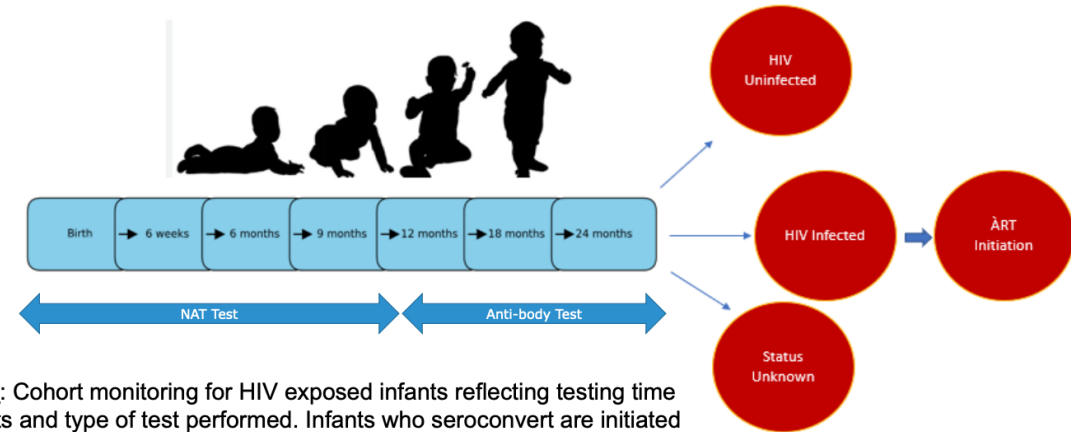 HIV
Uninfected
Birth
6 weeks
6 months
9 months
12 months
18 months
24 months
HIV Infected
ÀRT
Initiation
NAT Test
Anti-body Test
Status
Unknown
: Cohort monitoring for HIV exposed infants reflecting testing time
and type of test performed. Infants who seroconvert are initiated